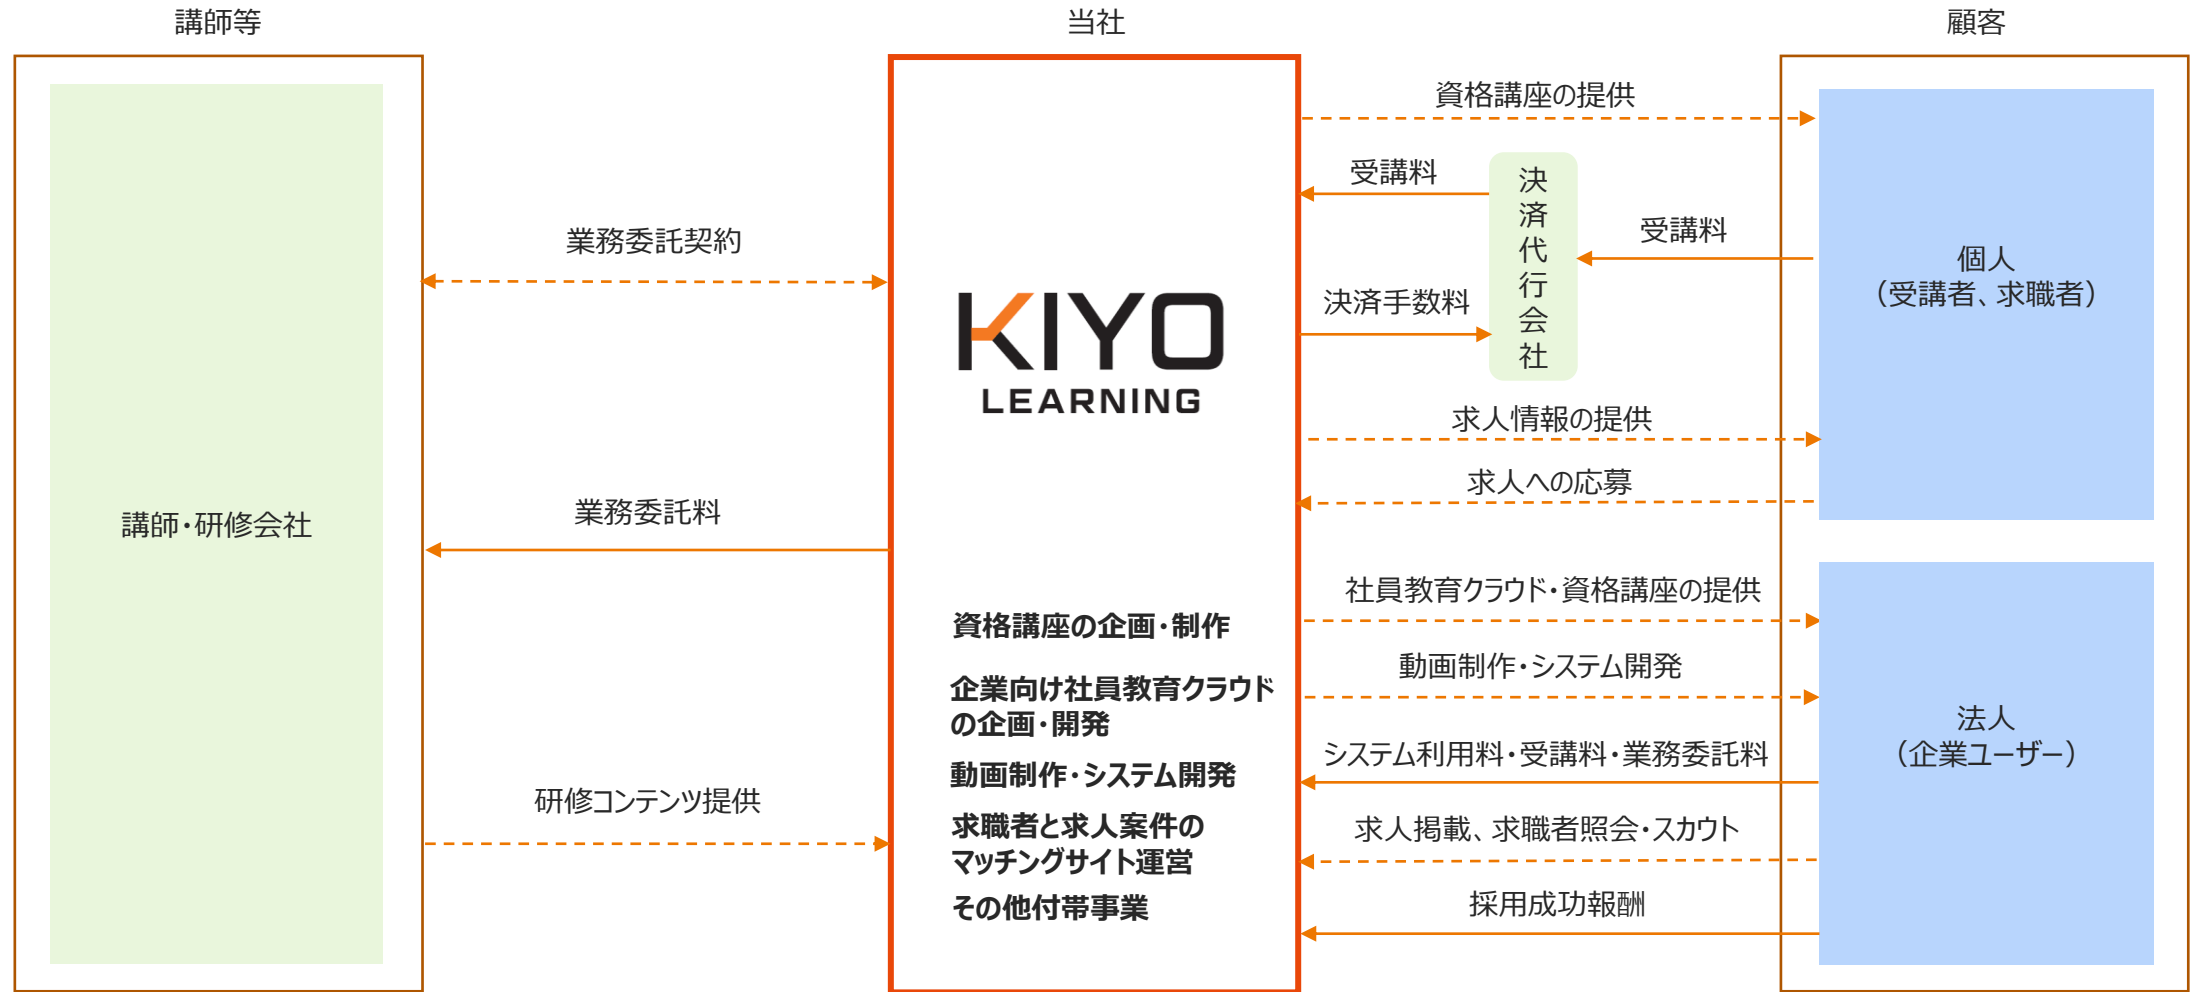 講師等
当社
顧客
講師・研修会社
業務委託契約
業務委託料
研修コンテンツ提供
KIYO
LEARNING
資格講座の企画・制作
企業向け社員教育クラウド
の企画・開発
動画制作・システム開発
求職者と求人案件の
マッチングサイト運営
その他付帯事業
資格講座の提供
受講料
決済代行会社
受講料
決済手数料
求人情報の提供
求人への応募
社員教育クラウド・資格講座の提供
動画制作・システム開発
システム利用料・受講料・業務委託料
求人掲載、求職者照会・スカウト
採用成功報酬
個人
（受講者、求職者）
法人
（企業ユーザー）